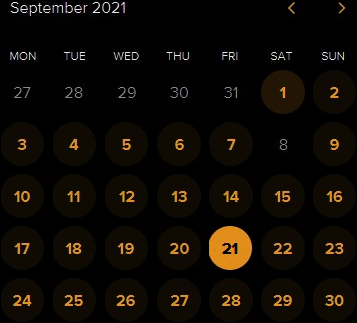 September 2021
MON TUE WED THU FRI SAT SUN
27 28 29 30 31 1 2
3 4 5 6 7 8 9
10 11 12 13 14 15 16
17 18 19 20 21 22 23
24 25 26 27 28 29 30